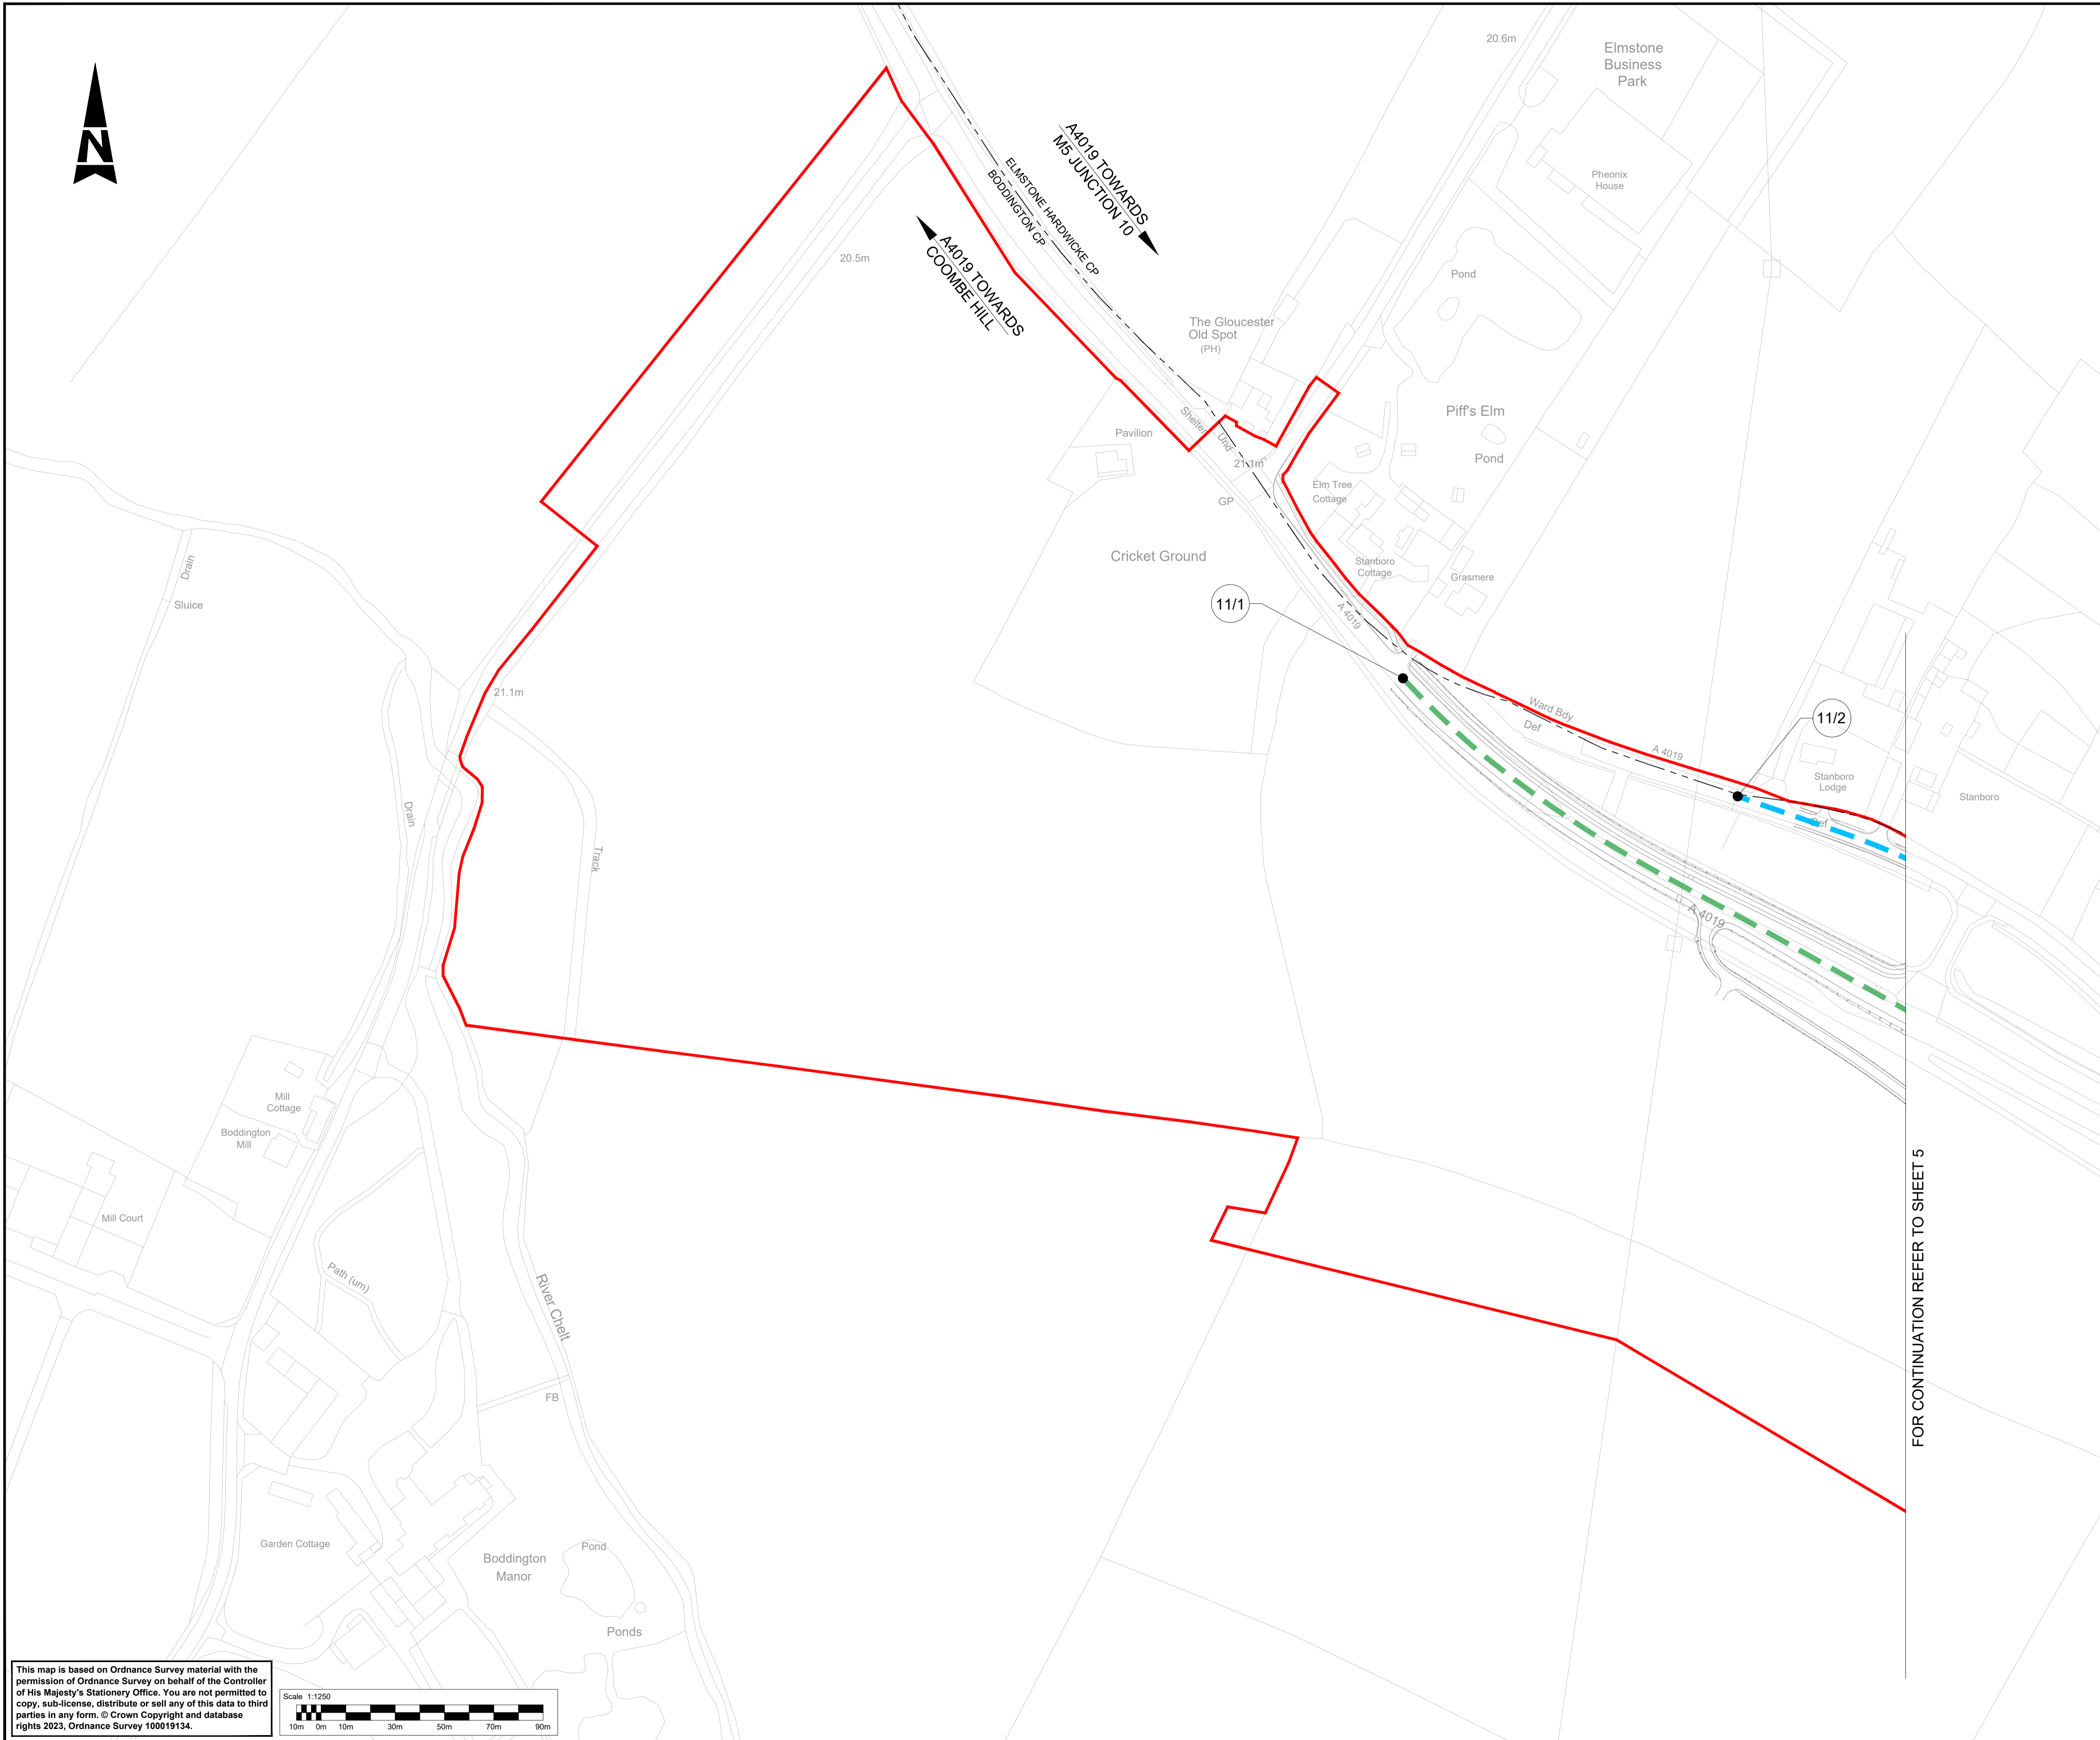 N
20.6m
Elmstone
Business
Park
A4019 TOWARDS
M5 JUNCTION 10
ELMSTONE HARDWICKE CP
BODDINGTON CP
Pheonix
House
A4019 TOWARDS
COOMBE HILL
20.5m
Pond
The Gloucester
Old Spot
(PH)
Piff's Elm
Shelter
Pavilion
Und
Pond
21.1m
Elm Tree
Cottage
GP
Cricket Ground
Stanboro
Cottage
Grasmere
Drain
Sluice
11/1
A 4019
21.1m
Ward Bdy
Def
11/2
A 4019
Stanboro
Lodge
Stanboro
Drain
Def
Track
A 4019
Mill
Cottage
Boddington
Mill
Mill Court
Path (um)
River Chelt
FOR CONTINUATION REFER TO SHEET 5
FB
Garden Cottage
Boddington
Manor
Pond
Ponds
This map is based on Ordnance Survey material with the
permission of Ordnance Survey on behalf of the Controller
of His Majesty's Stationery Office. You are not permitted to
copy, sub-license, distribute or sell any of this data to third
parties in any form. © Crown Copyright and database
rights 2023, Ordnance Survey 100019134.
Scale 1:1250
10m 0m 10m 30m 50m 70m 90m